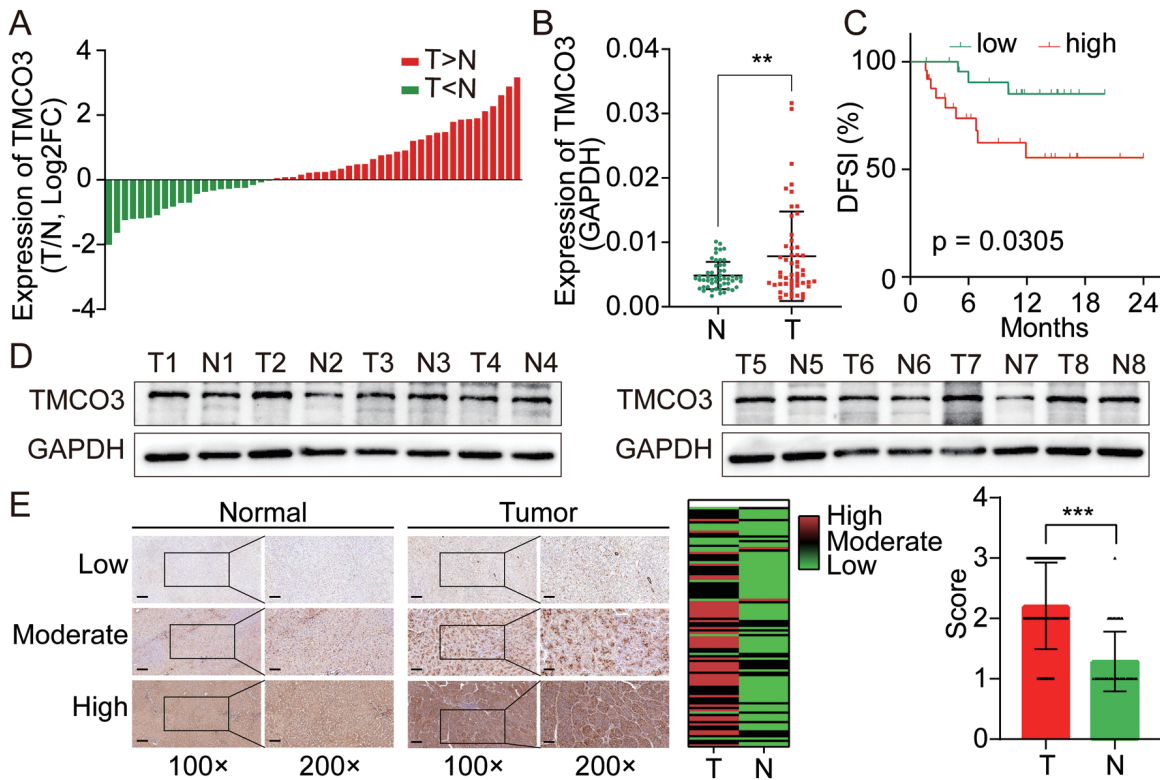 A
Expression of TMCO3
(T/N, Log2FC)
4
2
0
-2
-4
T>N
T<N
B
Expression of TMCO3
(GAPDH)
0.04
0.03
0.02
0.01
0.00
**
N T
C
low high
DFSI (%)
100
50
0 6 12 18 24
Months
p = 0.0305
D
T1 N1 T2 N2 T3 N3 T4 N4
TMCO3
GAPDH
T5 N5 T6 N6 T7 N7 T8 N8
TMCO3
GAPDH
E
Normal Tumor
Low
Moderate
High
100× 200× 100× 200×
High
Moderate
Low
T N
Score
4
3
2
1
0
***
T N